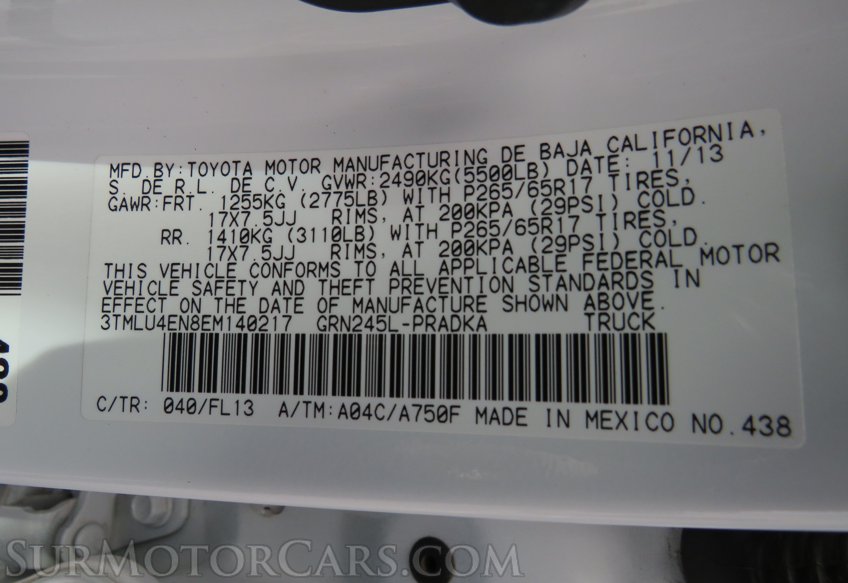 MFD.BY:TOYOTA MOTOR MANUFACTURING DE BAJA CALIFORNIA,
S. DE R.L. DE C.V. GVWR:2490KG(5500LB) DATE: 11/13
GAWR:FRT. 1255KG (2775LB) WITH P265/65R17 TIRES,
17X7.5JJ RIMS, AT 200KPA (29PSI) COLD.
RR. 1410KG (3110LB) WITH P265/65R17 TIRES,
17X7.5JJ RIMS, AT 200KPA (29PSI) COLD.
THIS VEHICLE CONFORMS TO ALL APPLICABLE FEDERAL MOTOR
VEHICLE SAFETY AND THEFT PREVENTION STANDARDS IN
EFFECT ON THE DATE OF MANUFACTURE SHOWN ABOVE.
3TMLU4EN8EM140217 GRN245L-PRADKA TRUCK
C/TR: 040/FL13 A/TM:A04C/A750F MADE IN MEXICO NO.438
SURMOTORCARS.COM